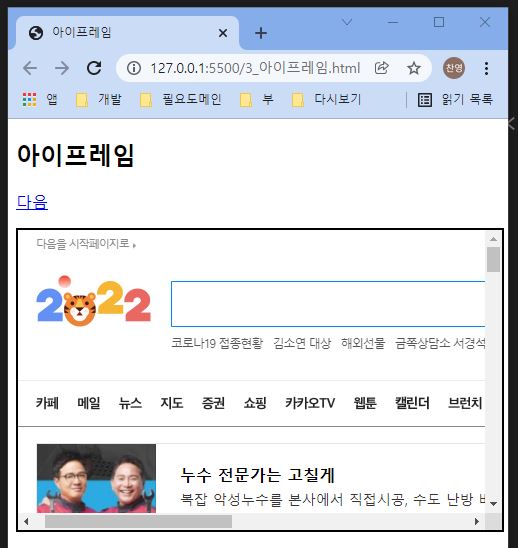 아이프레임
127.0.0.1:5500/3_아이프레임.html
찬영
앱 개발 필요도메인 부 다시보기 읽기 목록
아이프레임
다음
다음을 시작페이지로
2022
코로나19 접종현황 김소연 대상 해외선물 금쪽상담소 서경석
카페 메일 뉴스 지도 증권 쇼핑 카카오TV 웹툰 캘린더 브런치
누수 전문가는 고칠게
복잡 악성누수를 본사에서 직접시공, 수도 난방